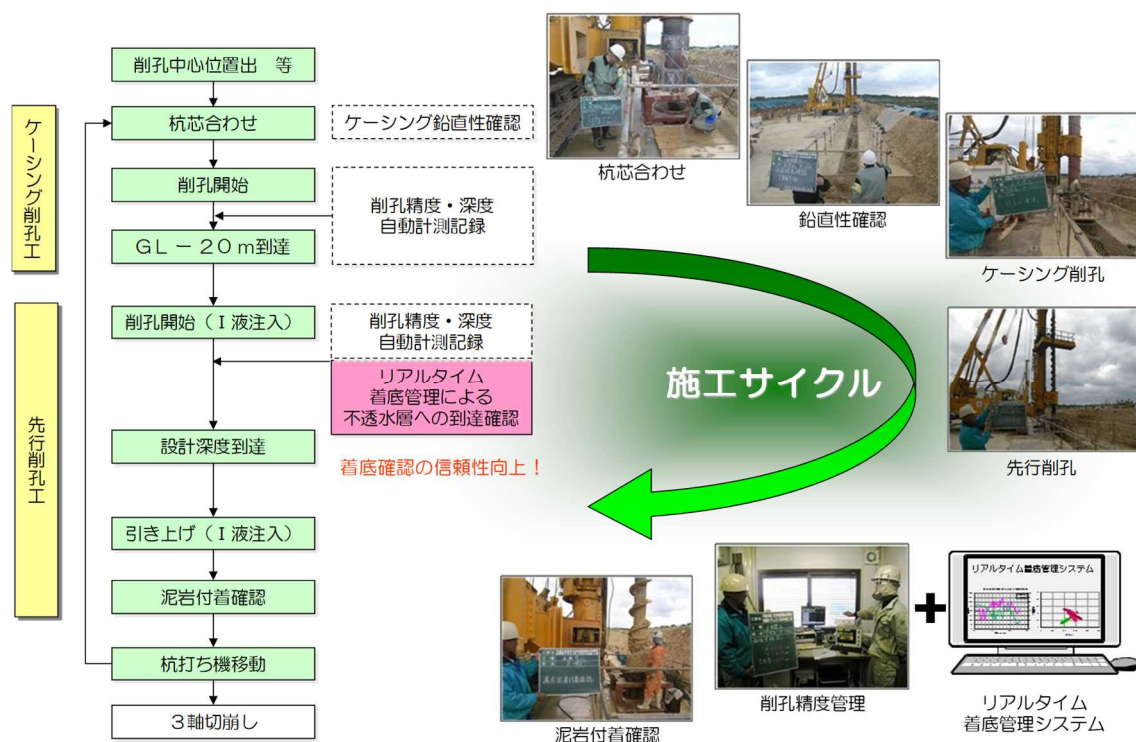 削孔中心位置出　等
ケーシング削孔工
杭芯合わせ
ケーシング鉛直性確認
削孔開始
削孔精度・深度
自動計測記録
GL－20m到達
先行削孔工
削孔開始（Ⅰ液注入）
削孔精度・深度
自動計測記録
リアルタイム
着底管理による
不透水層への到達確認
設計深度到達
着底確認の信頼性向上！
引き上げ（Ⅰ液注入）
泥岩付着確認
杭打ち機移動
３軸切崩し
杭芯合わせ
鉛直性確認
ケーシング削孔
施工サイクル
先行削孔
泥岩付着確認
削孔精度管理
リアルタイム着底管理システム
リアルタイム
着底管理システム